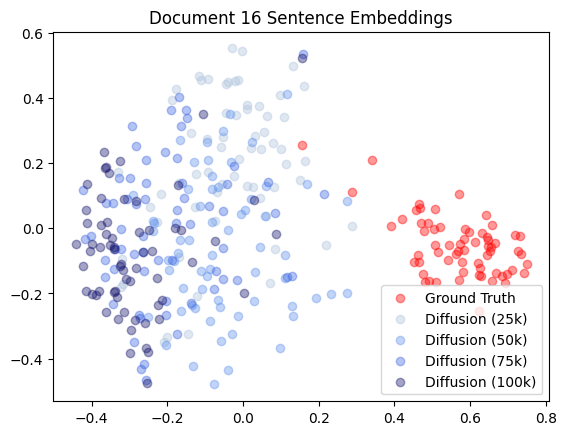 Document 16 Sentence Embeddings
0.6
0.4
0.2
0.0
−0.2
−0.4
−0.4
−0.2
0.0
0.2
0.4
0.6
0.8
Ground Truth
Diffusion (25k)
Diffusion (50k)
Diffusion (75k)
Diffusion (100k)